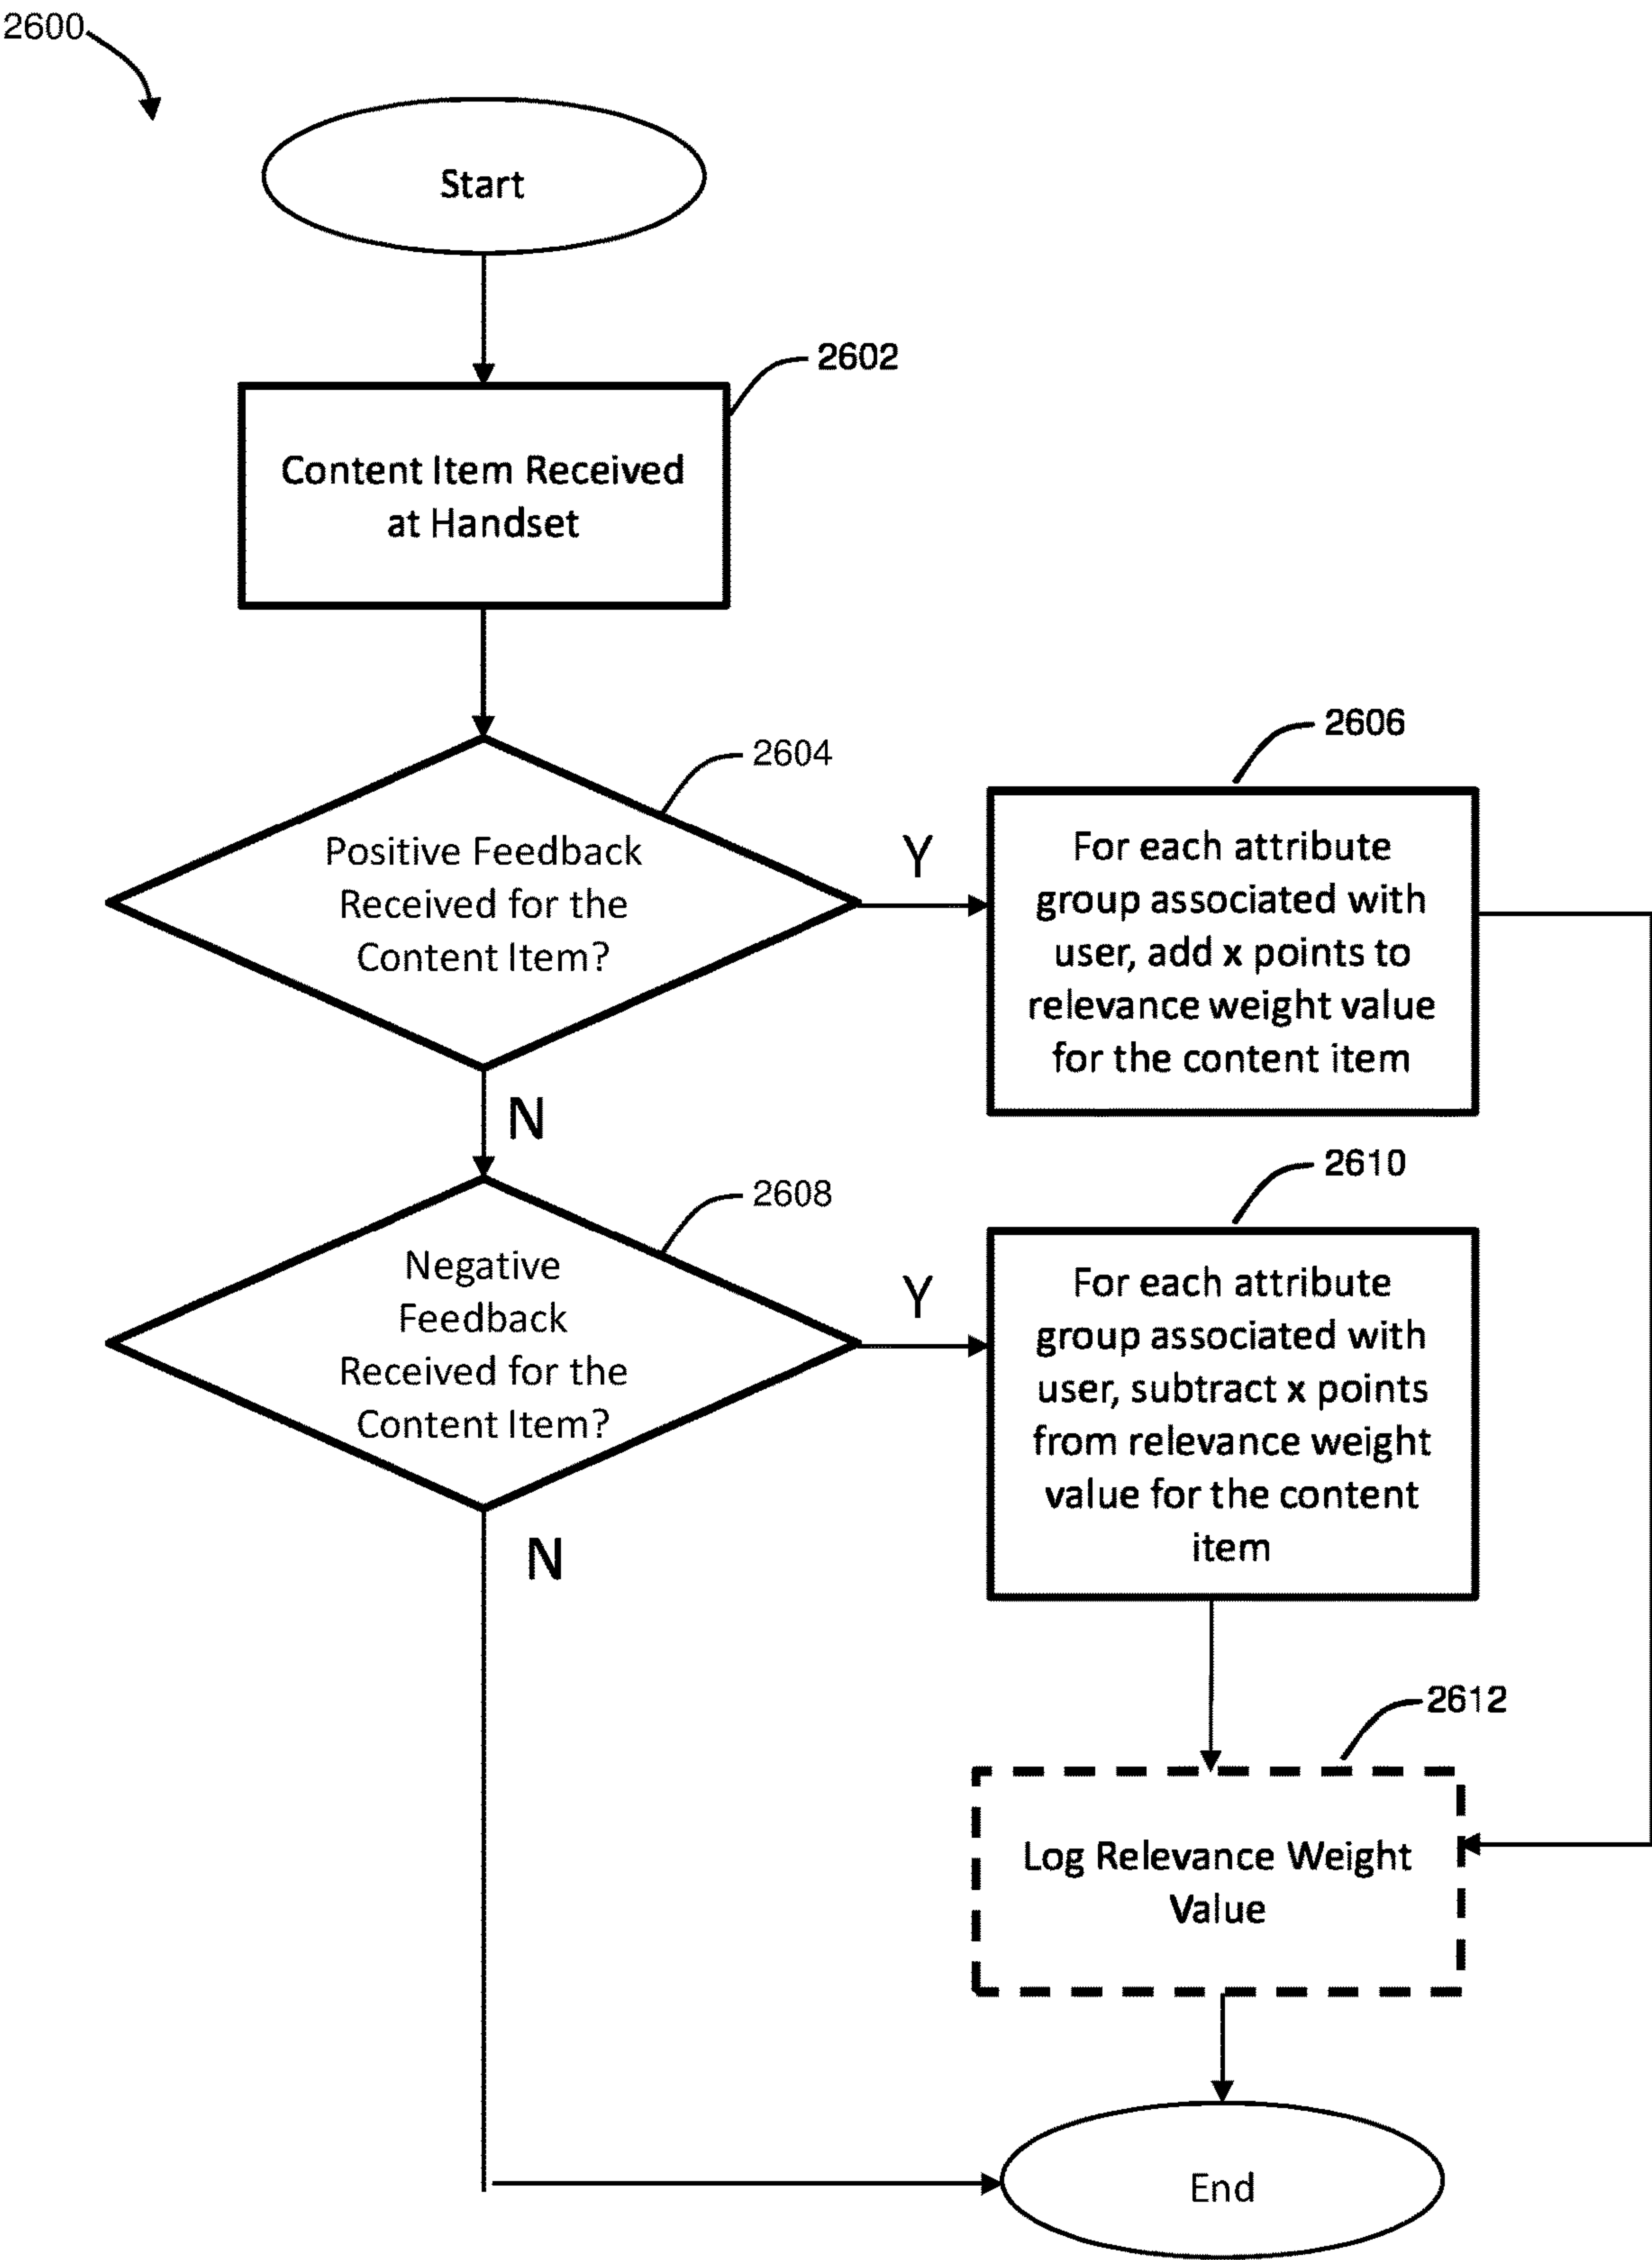 2600
Start
2602
Content Item Received
at Handset
2604
Positive Feedback
Received for the
Content Item?
Y
2606
For each attribute
group associated with
user, add x points to
relevance weight value
for the content item
N
2608
Negative
Feedback
Received for the
Content Item?
Y
2610
For each attribute
group associated with
user, subtract x points
from relevance weight
value for the content
item
N
2612
Log Relevance Weight
Value
End